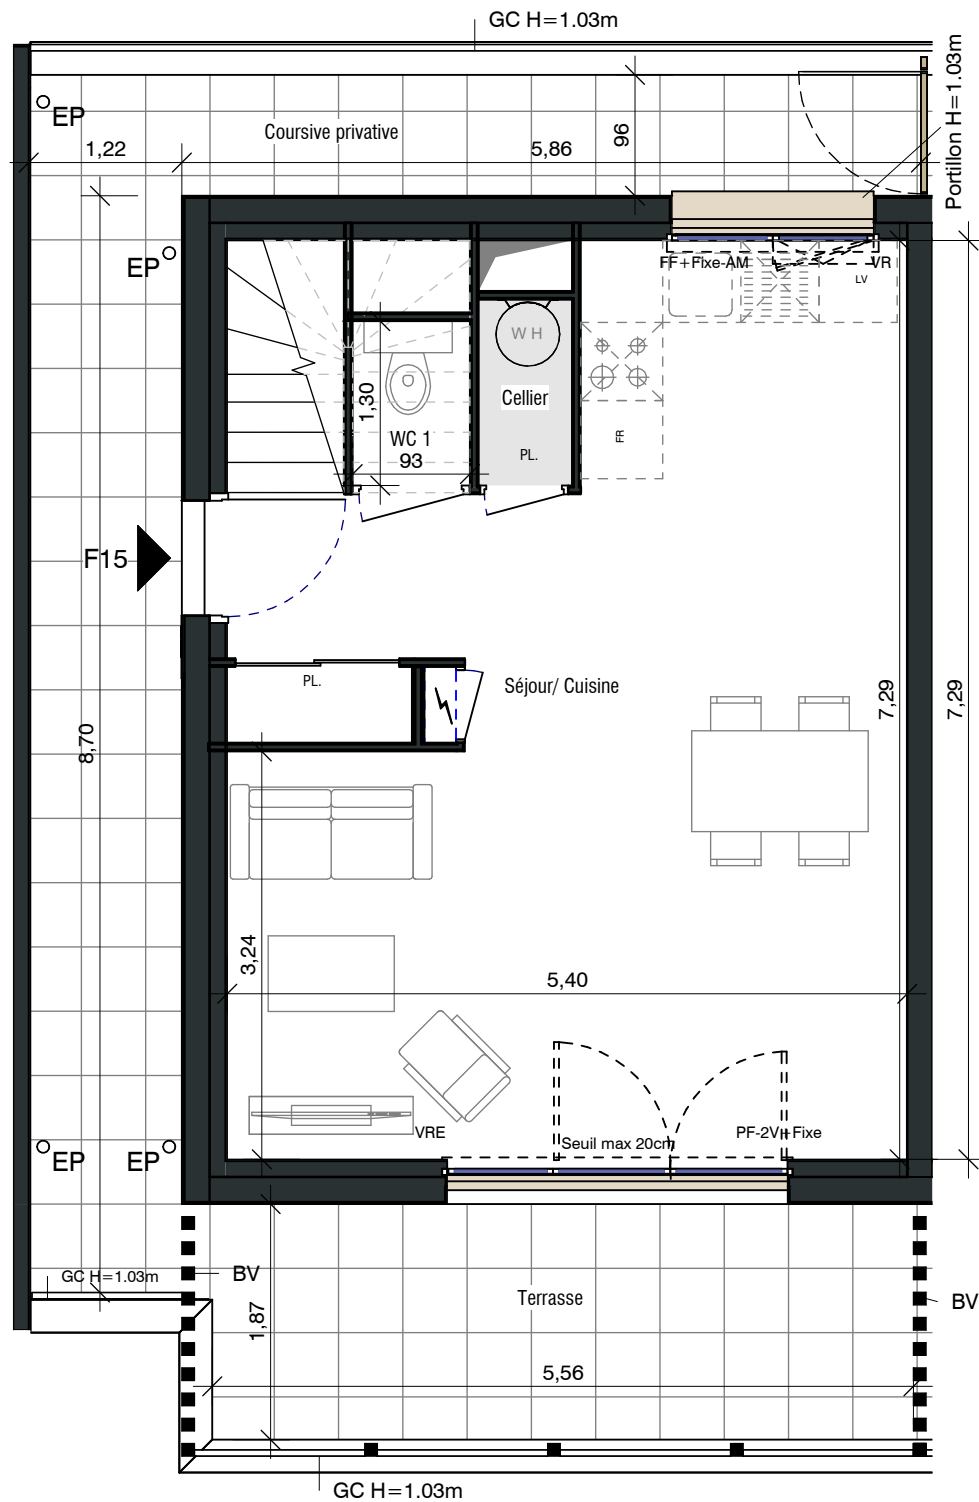 GC H=1.03m
Portillon H=1.03m
EP
Coursive privative
96
1,22
5,86
EP
FF+Fixe-AM
VR
LV
W H
1,30
Cellier
WC 1
93
PL.
FR
F15
PL.
Séjour/ Cuisine
7,29
7,29
8,70
3,24
5,40
VRE
Seuil max 20cm
PF-2V+Fixe
EP
EP
GC H=1.03m
BV
Terrasse
BV
1,87
5,56
GC H=1.03m